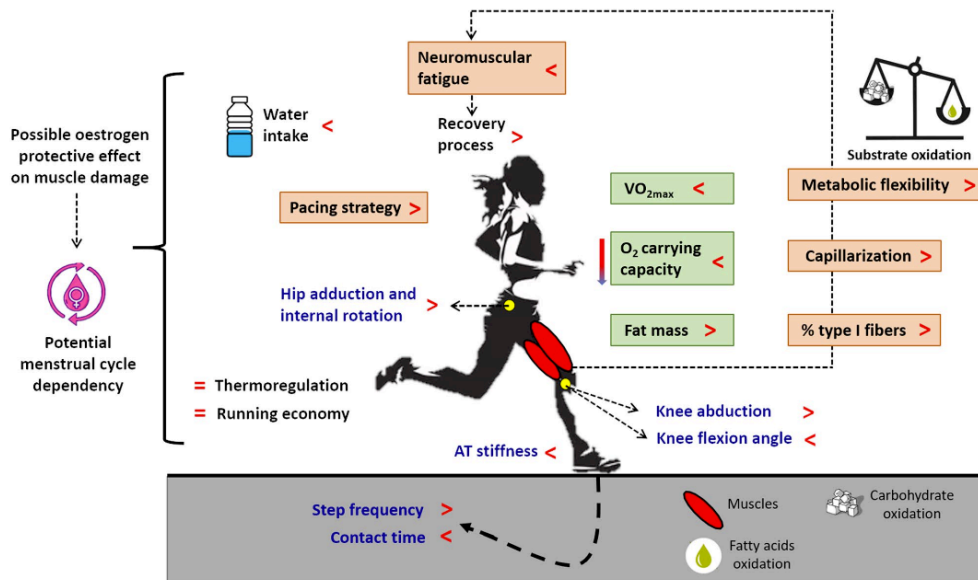 Neuromuscular
fatigue <
Water
intake <
Recovery
process >
Possible oestrogen
protective effect
on muscle damage
Substrate oxidation
Pacing strategy >
VO₂max <
Metabolic flexibility >
O₂ carrying
capacity <
Capillarization >
Hip adduction and
internal rotation >
Fat mass >
% type I fibers >
Potential
menstrual cycle
dependency
= Thermoregulation
= Running economy
Knee abduction >
Knee flexion angle <
AT stiffness <
Step frequency >
Contact time <
Muscles
Carbohydrate
oxidation
Fatty acids
oxidation